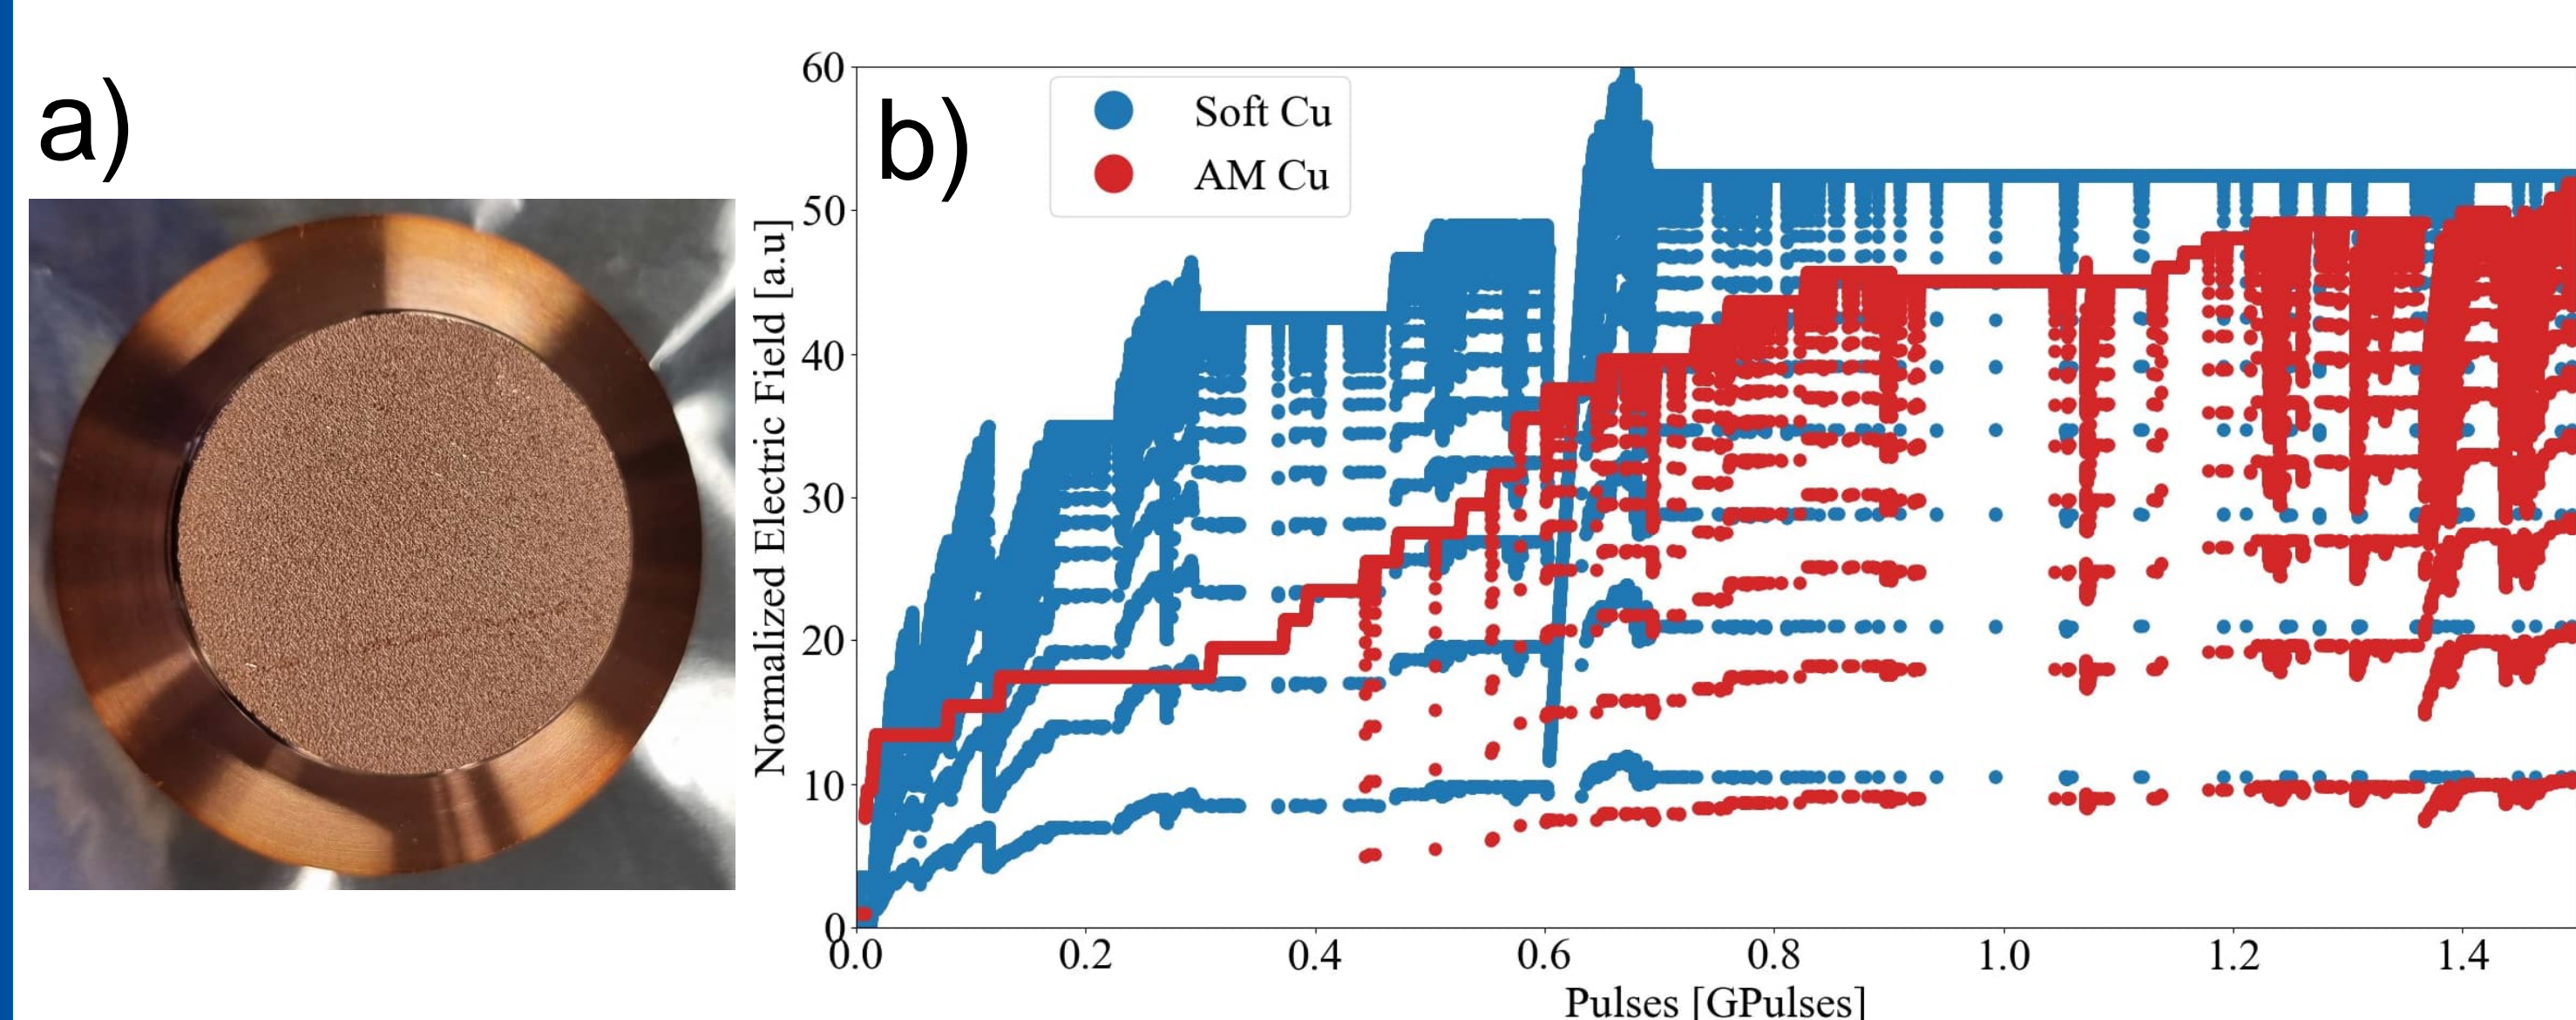 a)
b)
Soft Cu
AM Cu
Normalized Electric Field [a.u]
60
50
40
30
20
10
0
0.0
0.2
0.4
0.6
0.8
1.0
1.2
1.4
Pulses [GPulses]